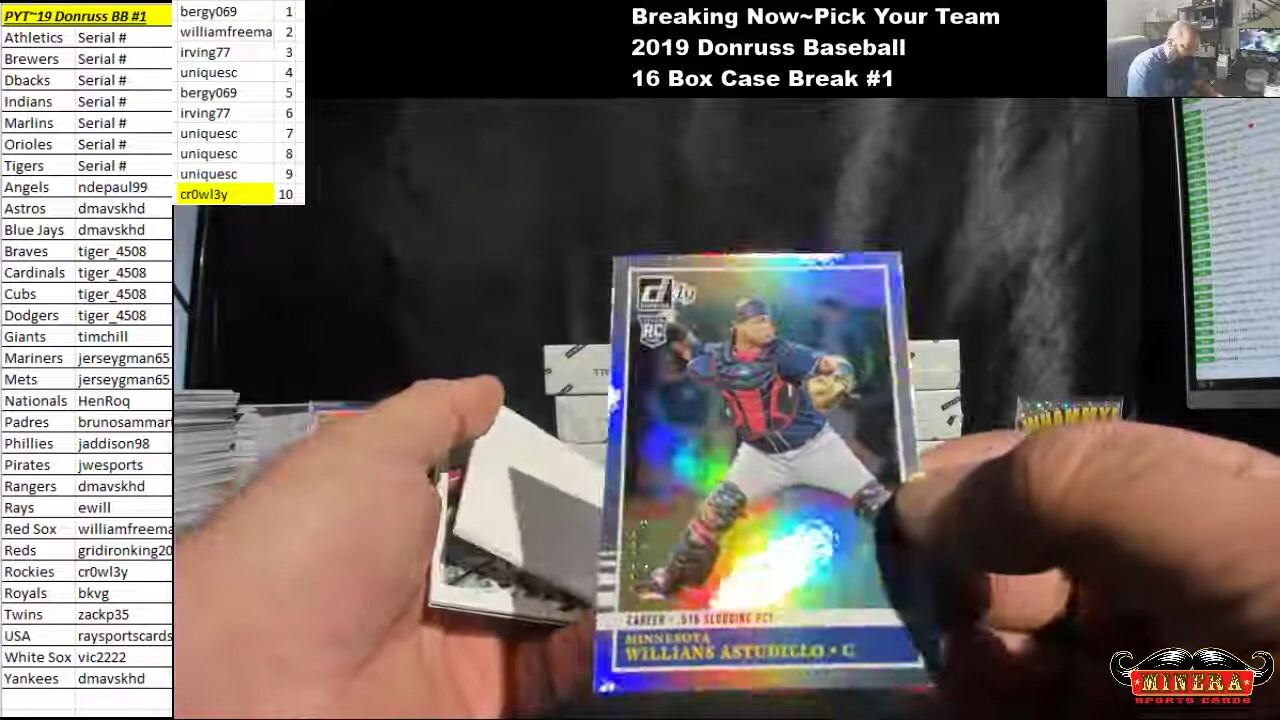 PYT~19 Donruss BB #1
Athletics Serial #
Brewers Serial #
Dbacks Serial #
Indians Serial #
Marlins Serial #
Orioles Serial #
Tigers Serial #
Angels ndepaul99
Astros dmavskhd
Blue Jays dmavskhd
Braves tiger_4508
Cardinals tiger_4508
Cubs tiger_4508
Dodgers tiger_4508
Giants timchill
Mariners jerseygman65
Mets jerseygman65
Nationals HenRoq
Padres brunosammar
Phillies jaddison98
Pirates jwesports
Rangers dmavskhd
Rays ewill
Red Sox williamfreema
Reds gridironking20
Rockies cr0wl3y
Royals bkvg
Twins zackp35
USA raysportscards
White Sox vic2222
Yankees dmavskhd
bergy069 1
williamfreema 2
irving77 3
uniquesc 4
bergy069 5
irving77 6
uniquesc 7
uniquesc 8
uniquesc 9
cr0wl3y 10
Breaking Now~Pick Your Team
2019 Donruss Baseball
16 Box Case Break #1
RC
CAREER - .516 SLUGGING PCT
MINNESOTA
WILLIANS ASTUDILLO • C
MINERA
SPORTS CARDS